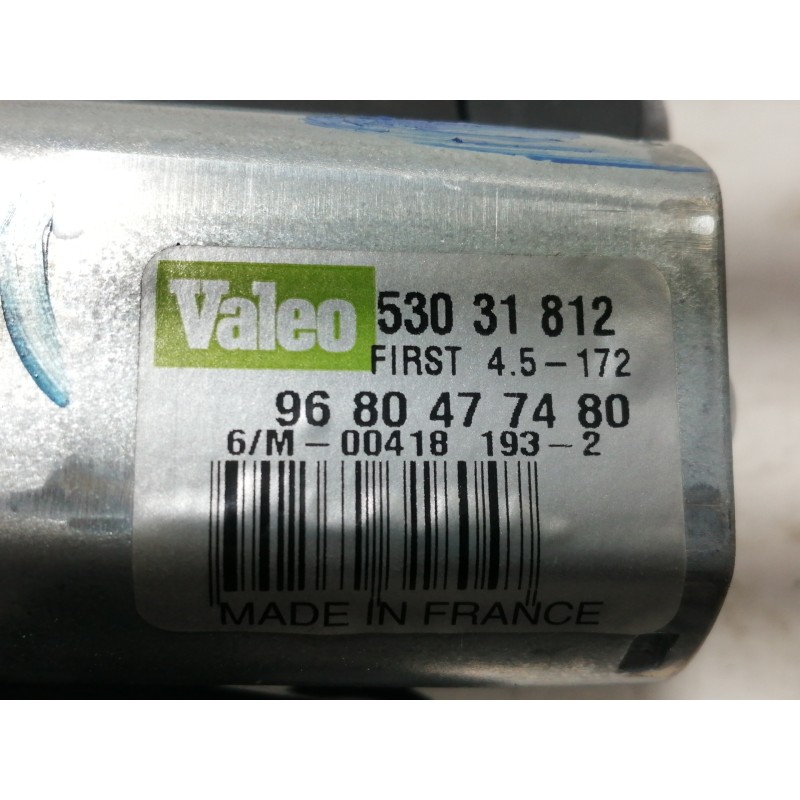 Valeo 530 31 812
FIRST 4.5-172
96 80 47 74 80
6/M-00418 193-2
MADE IN FRANCE